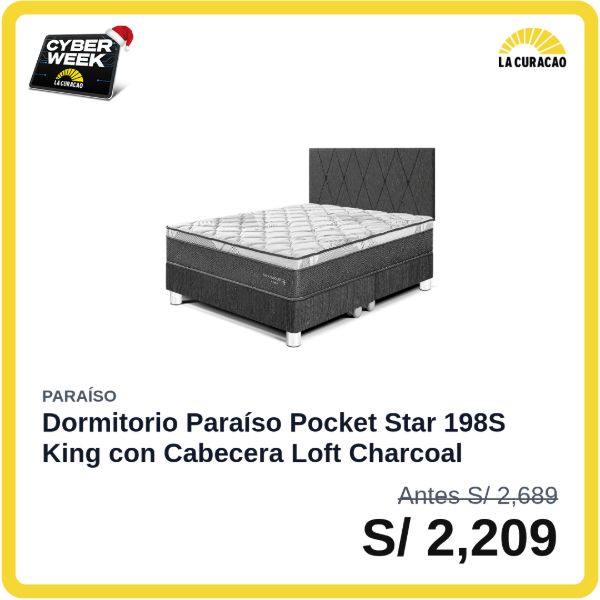 CYBER
WEEK
LA CURACAO
LA CURACAO
PARAÍSO
Dormitorio Paraíso Pocket Star 198S
King con Cabecera Loft Charcoal
Antes S/ 2,689
S/ 2,209